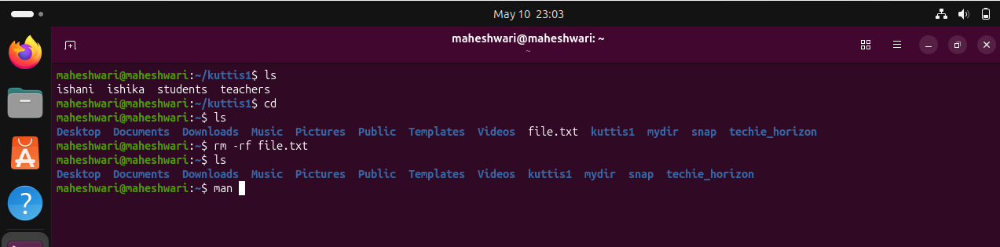 May 10 23:03
maheshwari@maheshwari: ~
~
maheshwari@maheshwari:~/kuttis1$ ls
ishani  ishika  students  teachers
maheshwari@maheshwari:~/kuttis1$ cd
maheshwari@maheshwari:~$ ls
Desktop  Documents  Downloads  Music  Pictures  Public  Templates  Videos  file.txt  kuttis1  mydir  snap  techie_horizon
maheshwari@maheshwari:~$ rm -rf file.txt
maheshwari@maheshwari:~$ ls
Desktop  Documents  Downloads  Music  Pictures  Public  Templates  Videos  kuttis1  mydir  snap  techie_horizon
maheshwari@maheshwari:~$ man